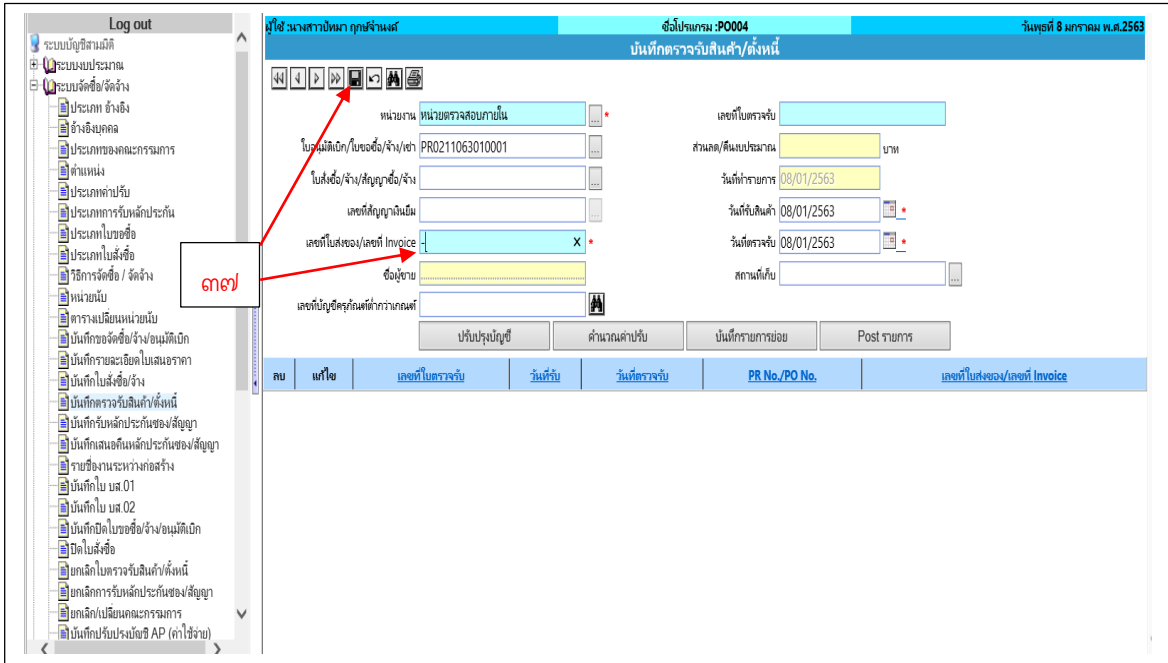 Log out
ระบบบัญชีสามมิติ
ระบบงบประมาณ
ระบบจัดซื้อ/จัดจ้าง
ประเภท อ้างอิง
อ้างอิงบุคคล
ประเภทของคณะกรรมการ
ตำแหน่ง
ประเภทค่าปรับ
ประเภทการรับหลักประกัน
ประเภทใบขอซื้อ
ประเภทใบสั่งซื้อ
วิธีการจัดซื้อ / จัดจ้าง
หน่วยนับ
ตารางเปลี่ยนหน่วยนับ
บันทึกขอจัดซื้อ/จ้าง/อนุมัติเบิก
บันทึกรายละเอียดใบเสนอราคา
บันทึกใบสั่งซื้อ/จ้าง
บันทึกตรวจรับสินค้า/ตั้งหนี้
บันทึกรับหลักประกันซอง/สัญญา
บันทึกเสนอคืนหลักประกันซอง/สัญญา
รายชื่องานระหว่างก่อสร้าง
บันทึกใบ บส.01
บันทึกใบ บส.02
บันทึกปิดใบขอซื้อ/จ้าง/อนุมัติเบิก
ปิดใบสั่งซื้อ
ยกเลิกใบตรวจรับสินค้า/ตั้งหนี้
ยกเลิกการรับหลักประกันซอง/สัญญา
ยกเลิก/เปลี่ยนคณะกรรมการ
บันทึกปรับปรุงบัญชี AP (ค่าใช้จ่าย)
ผู้ใช้ :นางสาวปัทมา ฤกษ์จำนงค์ ชื่อโปรแกรม :PO004 วันพุธที่ 8 มกราคม พ.ศ.2563
บันทึกตรวจรับสินค้า/ตั้งหนี้
หน่วยงาน หน่วยตรวจสอบภายใน ... * เลขที่ใบตรวจรับ
ใบอนุมัติเบิก/ใบขอซื้อ/จ้าง/เช่า PR0211063010001 ... ส่วนลด/คืนงบประมาณ บาท
ใบสั่งซื้อ/จ้าง/สัญญาซื้อ/จ้าง ... วันที่ทำรายการ 08/01/2563
เลขที่สัญญาเงินยืม ... วันที่รับสินค้า 08/01/2563 *
เลขที่ใบส่งของ/เลขที่ Invoice - X * วันที่ตรวจรับ 08/01/2563 *
ชื่อผู้ขาย สถานที่เก็บ ...
๓๗
เลขที่บัญชีครุภัณฑ์ต่ำกว่าเกณฑ์
ปรับปรุงบัญชี คำนวณค่าปรับ บันทึกรายการย่อย Post รายการ
ลบ แก้ไข เลขที่ใบตรวจรับ วันที่รับ วันที่ตรวจรับ PR No./PO No. เลขที่ใบส่งของ/เลขที่ Invoice